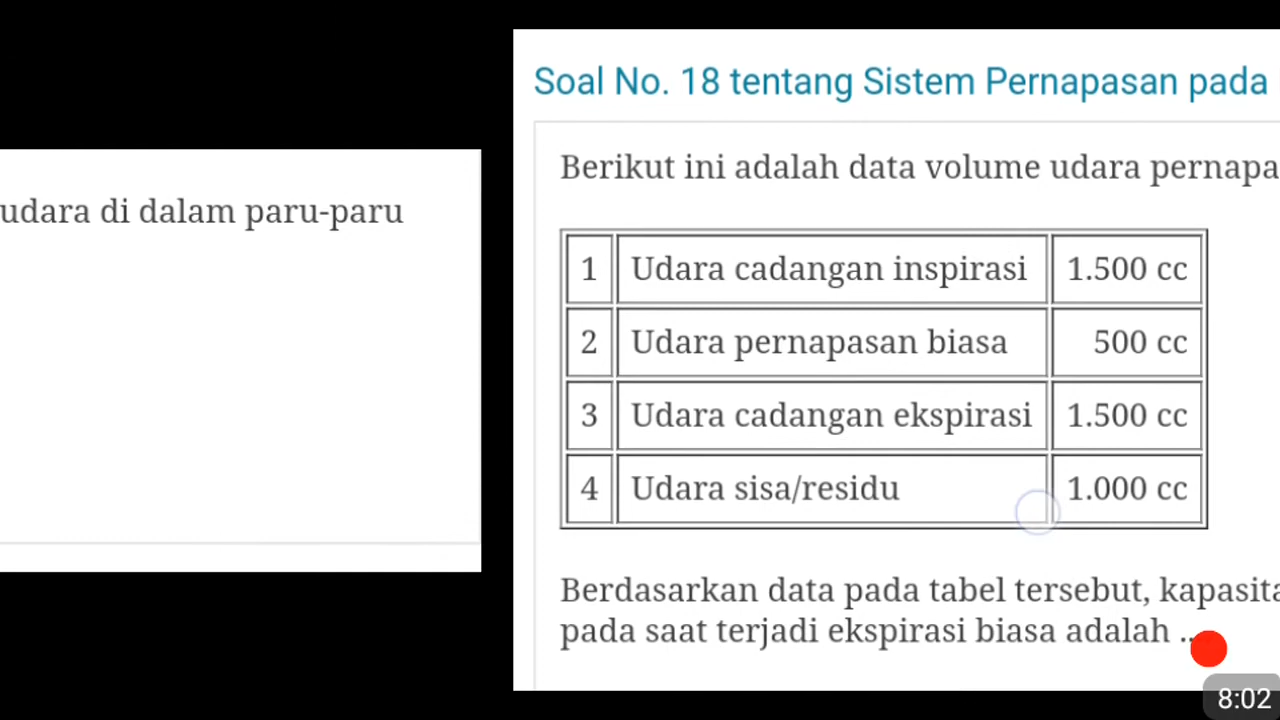 udara di dalam paru-paru
Soal No. 18 tentang Sistem Pernapasan pada
Berikut ini adalah data volume udara pernapa
1 Udara cadangan inspirasi 1.500 cc
2 Udara pernapasan biasa 500 cc
3 Udara cadangan ekspirasi 1.500 cc
4 Udara sisa/residu 1.000 cc
Berdasarkan data pada tabel tersebut, kapasita
pada saat terjadi ekspirasi biasa adalah ...
8:02